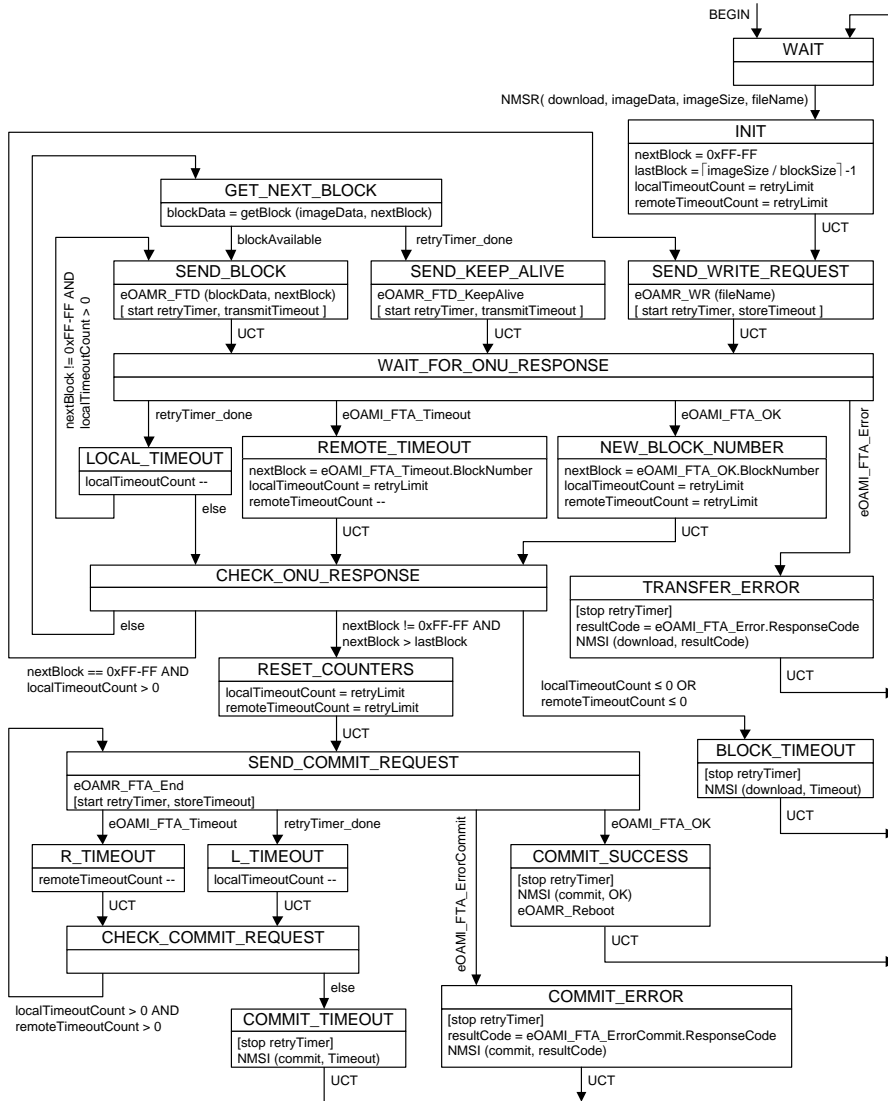 BEGIN
WAIT
NMSR( download, imageData, imageSize, fileName)
INIT
nextBlock = 0xFF-FF
lastBlock = ⌈imageSize / blockSize⌉ -1
localTimeoutCount = retryLimit
remoteTimeoutCount = retryLimit
UCT
GET_NEXT_BLOCK
blockData = getBlock (imageData, nextBlock)
blockAvailable
retryTimer_done
nextBlock != 0xFF-FF AND
localTimeoutCount > 0
SEND_BLOCK
eOAMR_FTD (blockData, nextBlock)
[ start retryTimer, transmitTimeout ]
UCT
SEND_KEEP_ALIVE
eOAMR_FTD_KeepAlive
[ start retryTimer, transmitTimeout ]
UCT
SEND_WRITE_REQUEST
eOAMR_WR (fileName)
[ start retryTimer, storeTimeout ]
UCT
WAIT_FOR_ONU_RESPONSE
retryTimer_done
eOAMI_FTA_Timeout
eOAMI_FTA_OK
eOAMI_FTA_Error
LOCAL_TIMEOUT
localTimeoutCount --
else
REMOTE_TIMEOUT
nextBlock = eOAMI_FTA_Timeout.BlockNumber
localTimeoutCount = retryLimit
remoteTimeoutCount --
UCT
NEW_BLOCK_NUMBER
nextBlock = eOAMI_FTA_OK.BlockNumber
localTimeoutCount = retryLimit
remoteTimeoutCount = retryLimit
UCT
CHECK_ONU_RESPONSE
else
nextBlock == 0xFF-FF AND
localTimeoutCount > 0
nextBlock != 0xFF-FF AND
nextBlock > lastBlock
localTimeoutCount ≤ 0 OR
remoteTimeoutCount ≤ 0
TRANSFER_ERROR
[stop retryTimer]
resultCode = eOAMI_FTA_Error.ResponseCode
NMSI (download, resultCode)
UCT
RESET_COUNTERS
localTimeoutCount = retryLimit
remoteTimeoutCount = retryLimit
UCT
BLOCK_TIMEOUT
[stop retryTimer]
NMSI (download, Timeout)
UCT
SEND_COMMIT_REQUEST
eOAMR_FTA_End
[start retryTimer, storeTimeout]
eOAMI_FTA_Timeout
retryTimer_done
eOAMI_FTA_ErrorCommit
eOAMI_FTA_OK
R_TIMEOUT
remoteTimeoutCount --
UCT
L_TIMEOUT
localTimeoutCount --
UCT
COMMIT_SUCCESS
[stop retryTimer]
NMSI (commit, OK)
eOAMR_Reboot
UCT
CHECK_COMMIT_REQUEST
localTimeoutCount > 0 AND
remoteTimeoutCount > 0
else
COMMIT_TIMEOUT
[stop retryTimer]
NMSI (commit, Timeout)
UCT
COMMIT_ERROR
[stop retryTimer]
resultCode = eOAMI_FTA_ErrorCommit.ResponseCode
NMSI (commit, resultCode)
UCT